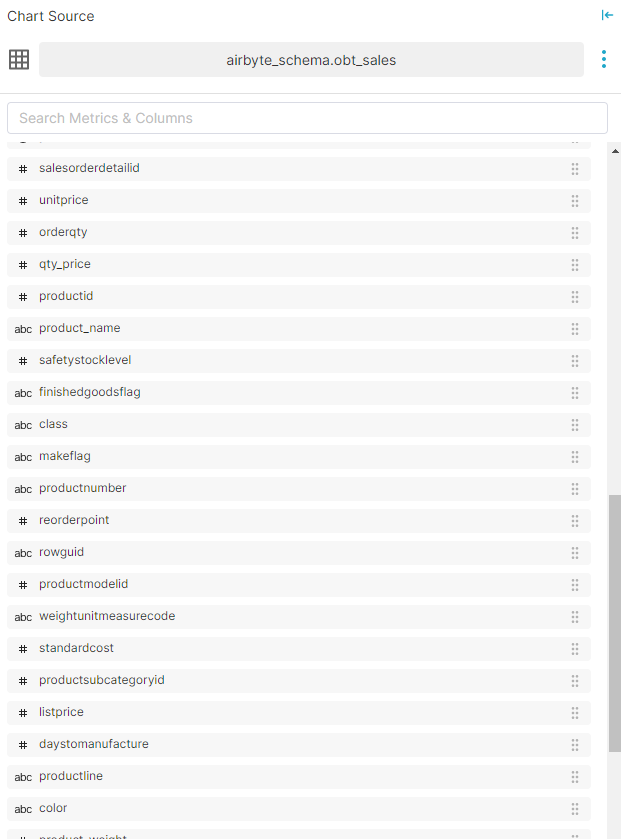 Chart Source
airbyte_schema.obt_sales
Search Metrics & Columns
# salesorderdetailid
# unitprice
# orderqty
# qty_price
# productid
abc product_name
# safetystocklevel
abc finishedgoodsflag
abc class
abc makeflag
abc productnumber
# reorderpoint
abc rowguid
# productmodelid
abc weightunitmeasurecode
# standardcost
# productsubcategoryid
# listprice
# daystomanufacture
abc productline
abc color
# product_weight